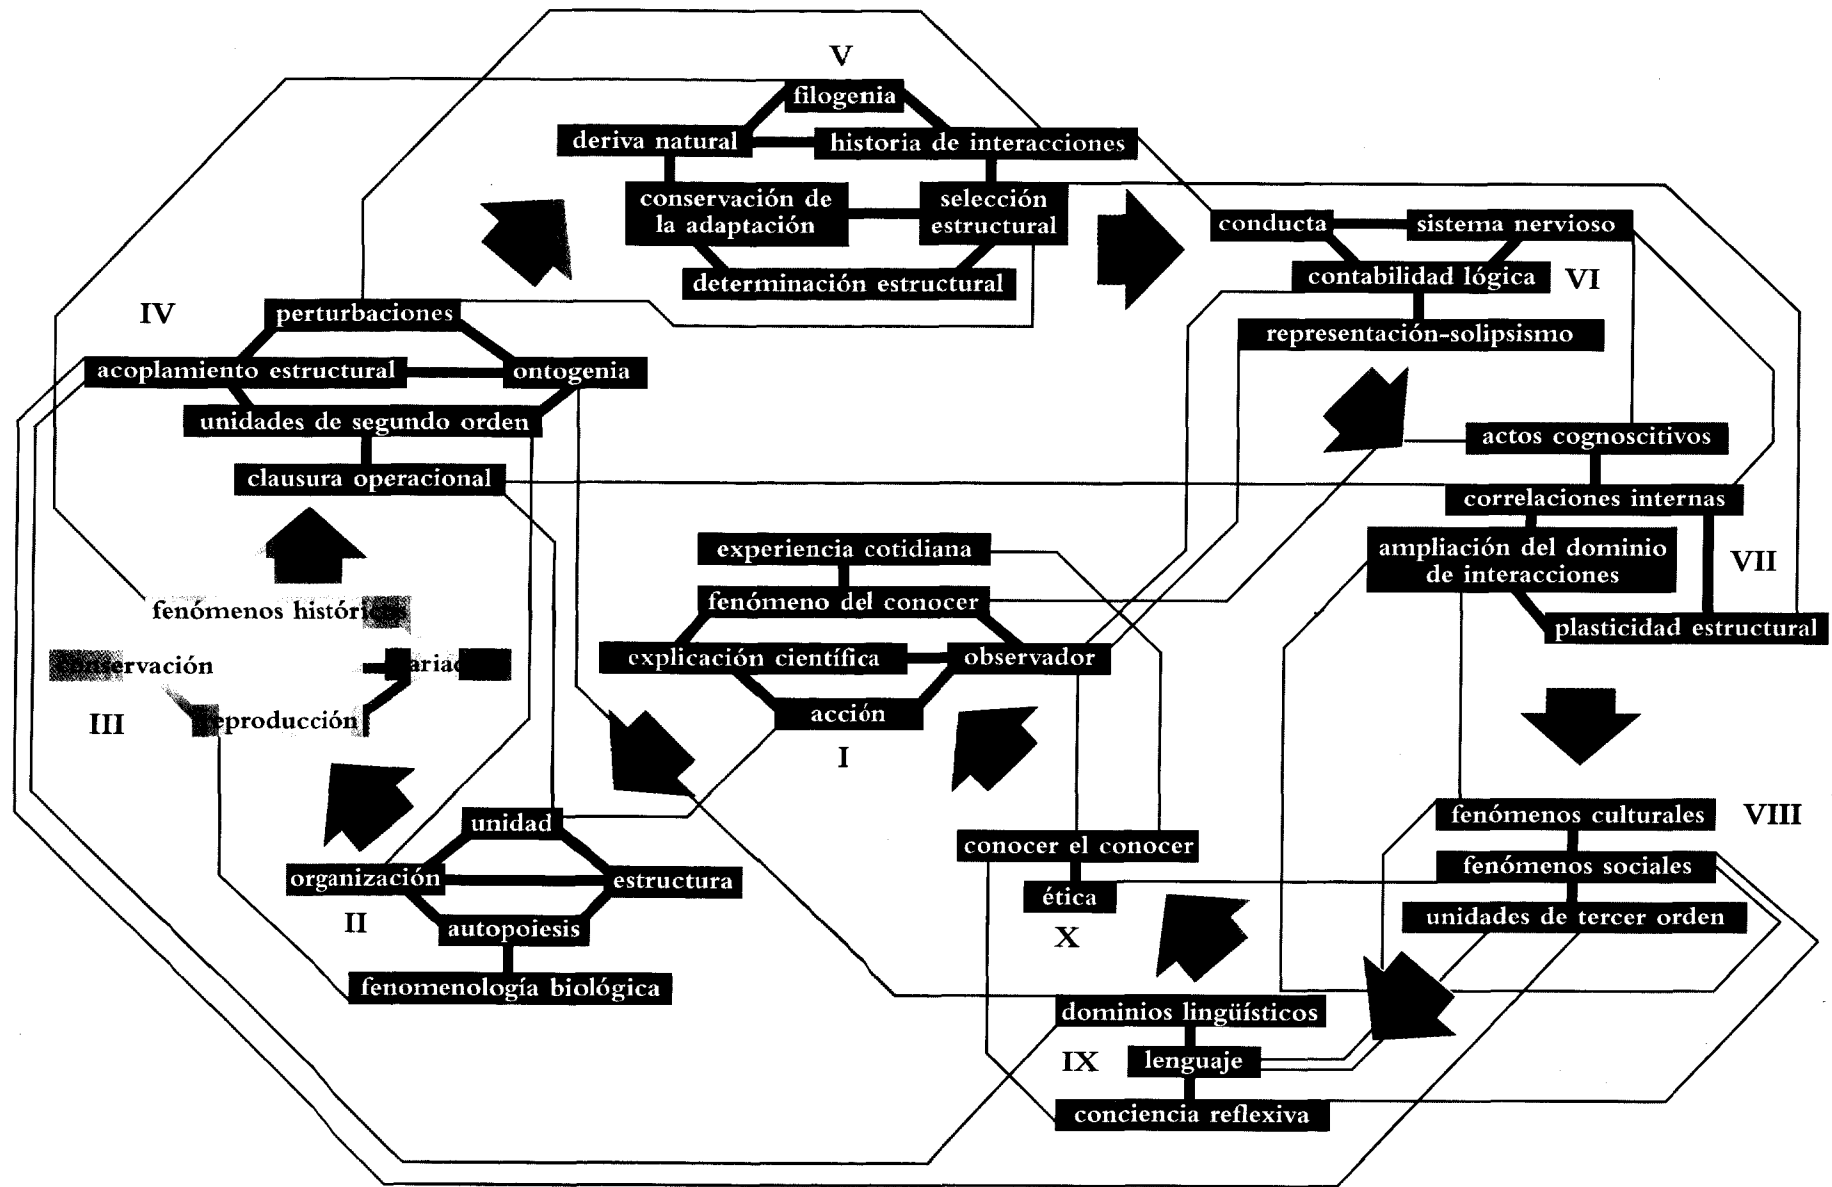 V
filogenia
deriva natural
historia de interacciones
conservación de
la adaptación
selección
estructural
determinación estructural
conducta
sistema nervioso
contabilidad lógica
VI
representación-solipsismo
IV
perturbaciones
acoplamiento estructural
ontogenia
unidades de segundo orden
clausura operacional
actos cognoscitivos
correlaciones internas
ampliación del dominio
de interacciones
VII
plasticidad estructural
experiencia cotidiana
fenómeno del conocer
explicación científica
observador
acción
I
fenómenos históricos
conservación
reproducción
III
unidad
organización
estructura
II
autopoiesis
fenomenología biológica
fenómenos culturales
VIII
fenómenos sociales
unidades de tercer orden
conocer el conocer
ética
X
dominios lingüísticos
IX
lenguaje
conciencia reflexiva